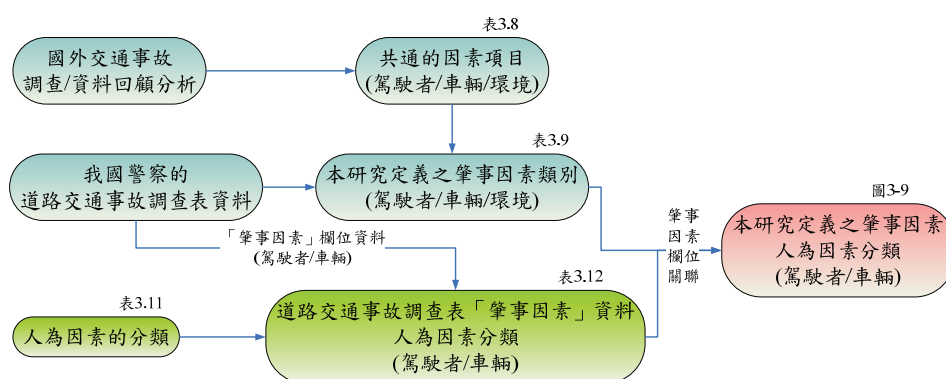 表3.8
國外交通事故
調查/資料回顧分析
共通的因素項目
(駕駛者/車輛/環境)
表3.9
我國警察的
道路交通事故調查表資料
本研究定義之肇事因素類別
(駕駛者/車輛/環境)
「肇事因素」欄位資料
(駕駛者/車輛)
表3.11
人為因素的分類
表3.12
道路交通事故調查表「肇事因素」資料
人為因素分類
(駕駛者/車輛)
肇事
因素
欄位
關聯
圖3-9
本研究定義之肇事因素
人為因素分類
(駕駛者/車輛)